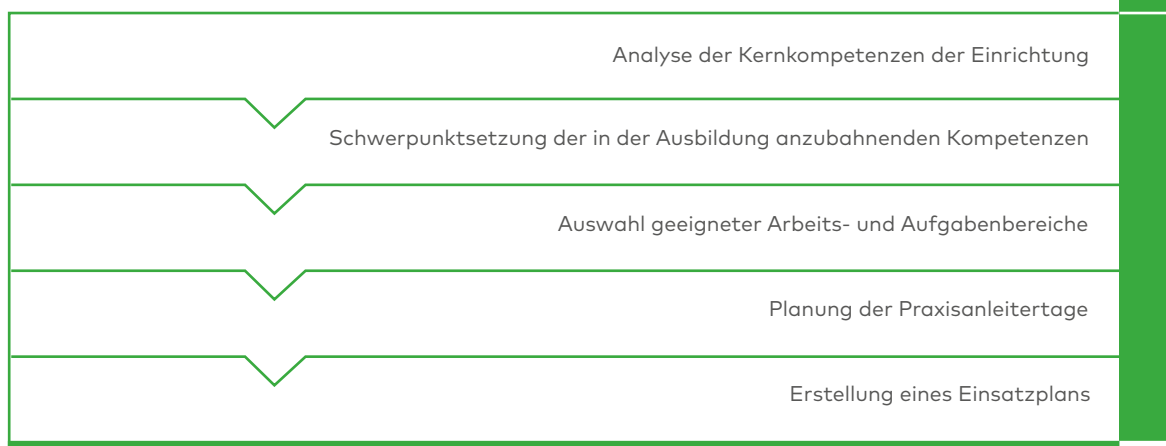 Analyse der Kernkompetenzen der Einrichtung
Schwerpunktsetzung der in der Ausbildung anzubahnenden Kompetenzen
Auswahl geeigneter Arbeits- und Aufgabenbereiche
Planung der Praxisanleitertage
Erstellung eines Einsatzplans